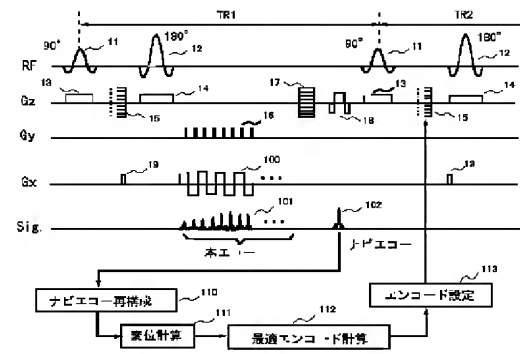 TR1 TR2
90° 11 180° 12 90° 11 180° 12
RF
13 14 17 13 14
Gz
15 18 15
Gy 16
19 100 13
Gx
101 102
Sig.
本エコー ナビエコー
ナビエコー再構成 110
エンコード設定 113
変位計算 111
最適エンコード計算 112